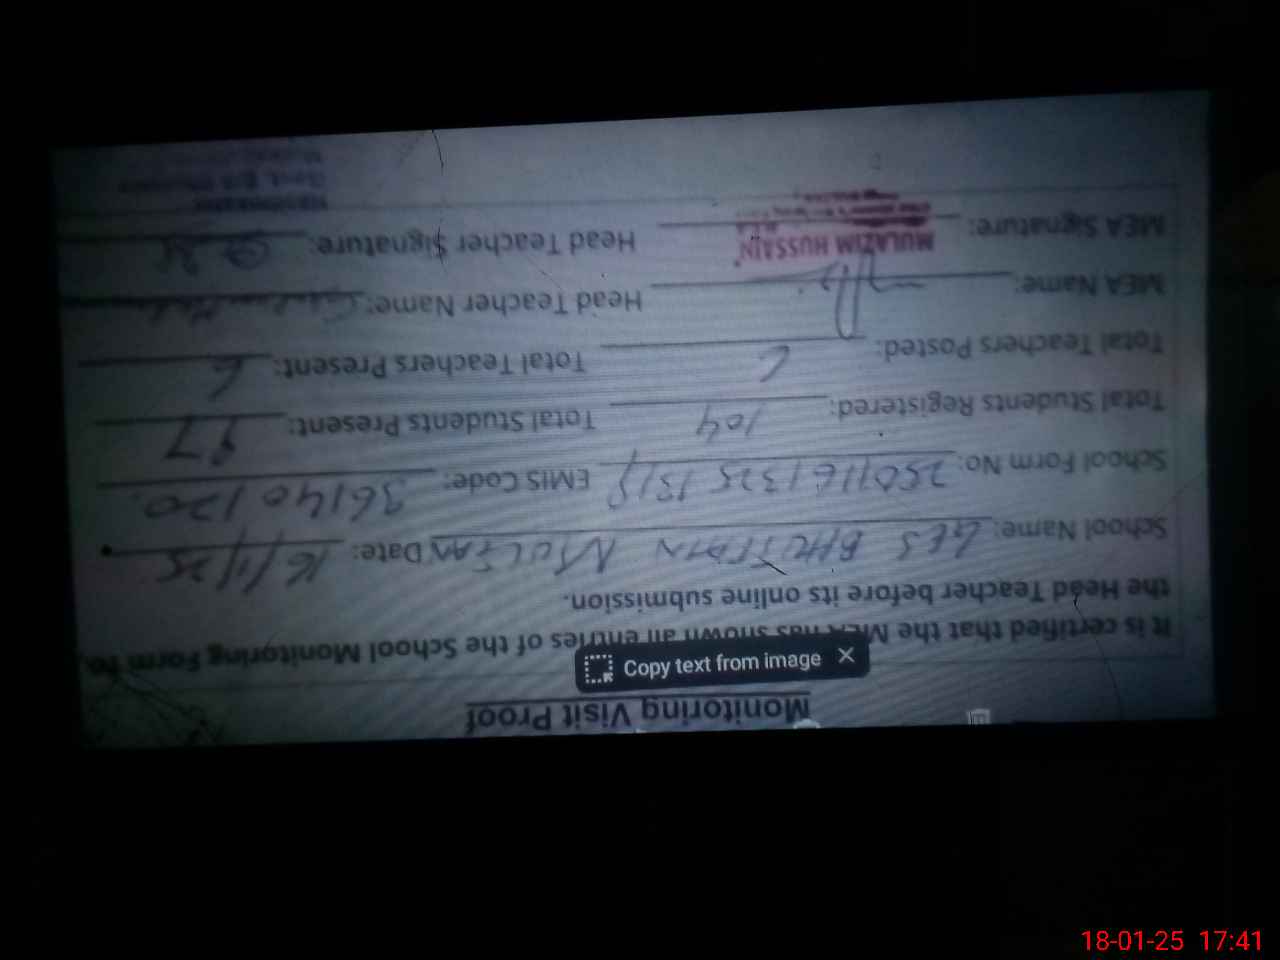 Monitoring Visit Proof
Copy text from image
It is certified that the MEA has shown all entries of the School Monitoring Form to
the Head Teacher before its online submission.
School Name: GES MULTAN Date: 16/1/25
School Form No: EMIS Code: 36140120
Total Students Registered: 104 Total Students Present: 97
Total Teachers Posted: 6 Total Teachers Present: 6
MEA Name: Head Teacher Name:
MEA Signature: Head Teacher Signature:
MULAZIM HUSSAIN
18-01-25 17:41